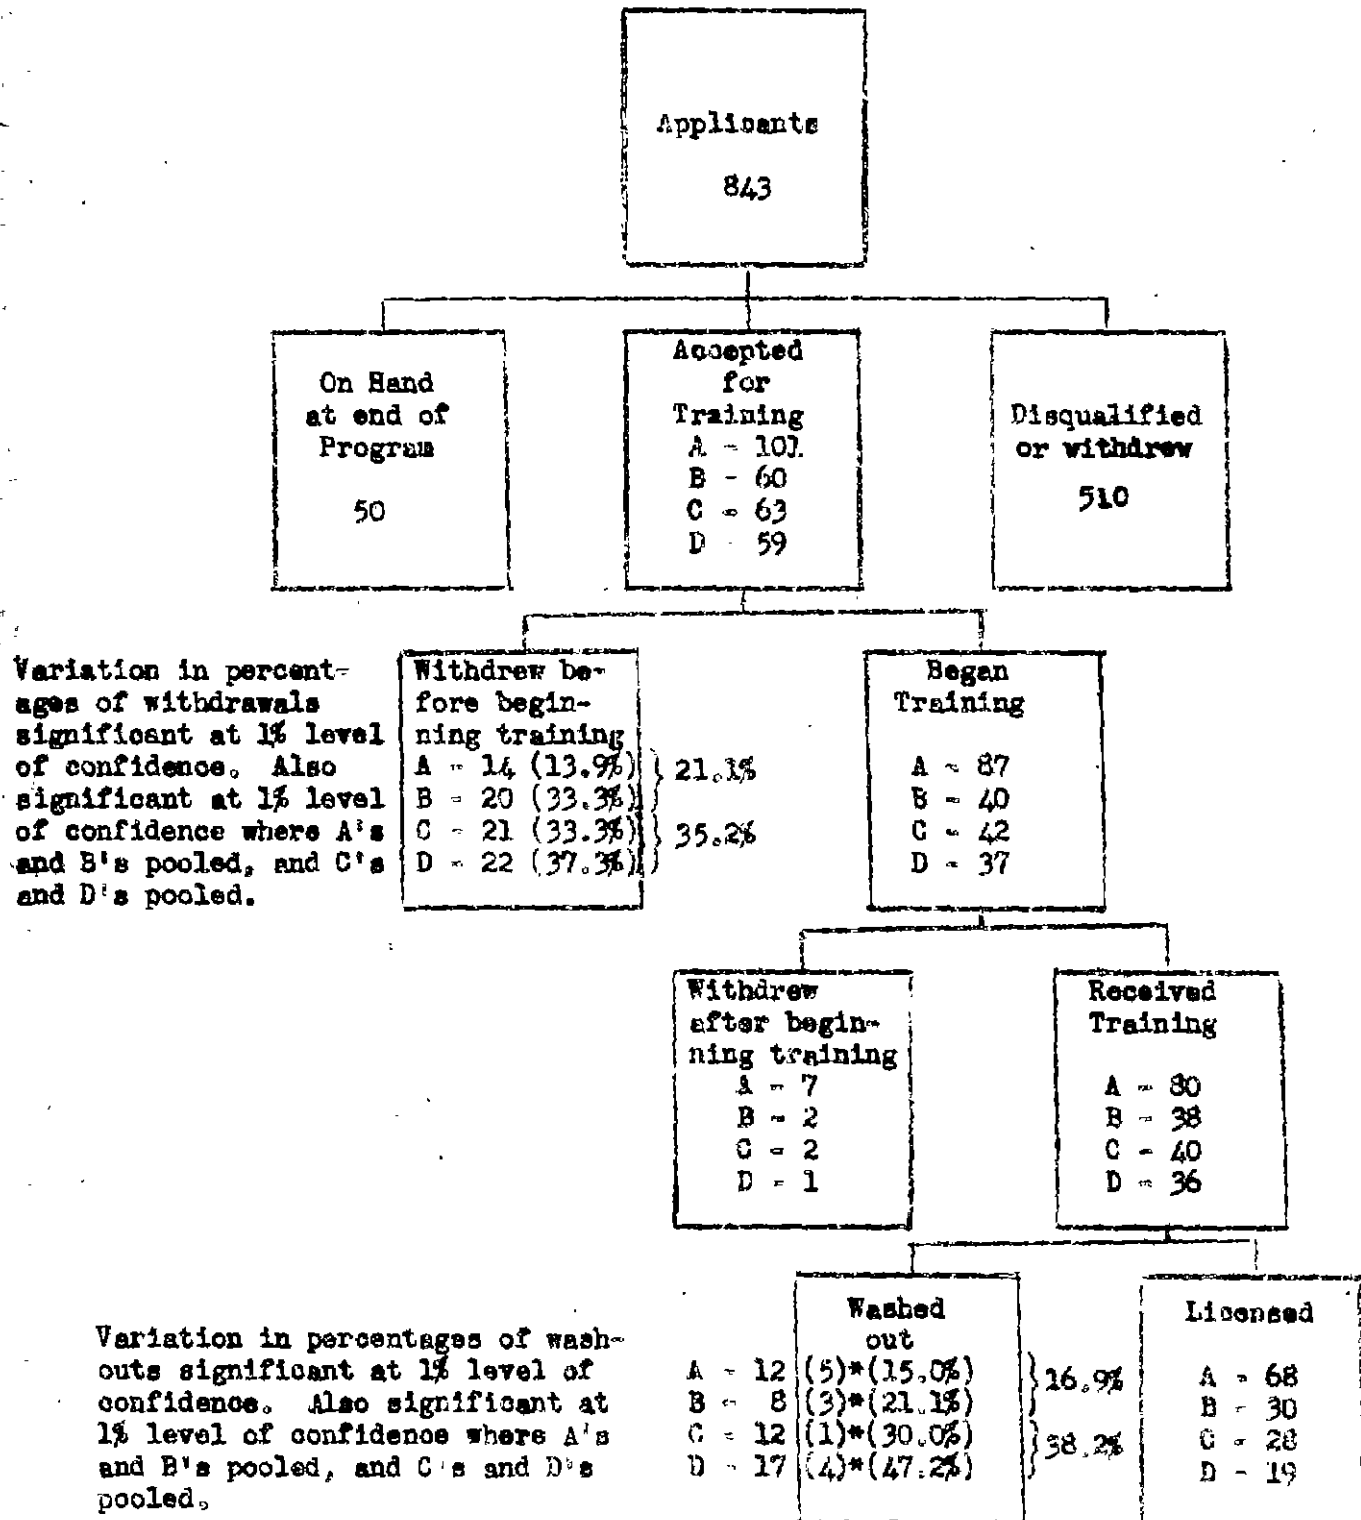 Applicants
843
On Hand
at end of
Program
50
Accepted
for
Training
A - 101
B - 60
C - 63
D - 59
Disqualified
or withdrew
510
Variation in percent-
ages of withdrawals
significant at 1% level
of confidence. Also
significant at 1% level
of confidence where A's
and B's pooled, and C's
and D's pooled.
Withdrew be-
fore begin-
ning training
A - 14 (13.9%)
B - 20 (33.3%)
C - 21 (33.3%)
D - 22 (37.3%)
21.1%
35.2%
Began
Training
A - 87
B - 40
C - 42
D - 37
Withdrew
after begin-
ning training
A - 7
B - 2
C - 2
D - 1
Received
Training
A - 80
B - 38
C - 40
D - 36
Variation in percentages of wash-
outs significant at 1% level of
confidence. Also significant at
1% level of confidence where A's
and B's pooled, and C's and D's
pooled.
Washed
out
A - 12 (5)*(15.0%)
B - 8 (3)*(21.1%)
C - 12 (1)*(30.0%)
D - 17 (4)*(47.2%)
16.9%
38.2%
Licensed
A - 68
B - 30
C - 28
D - 19